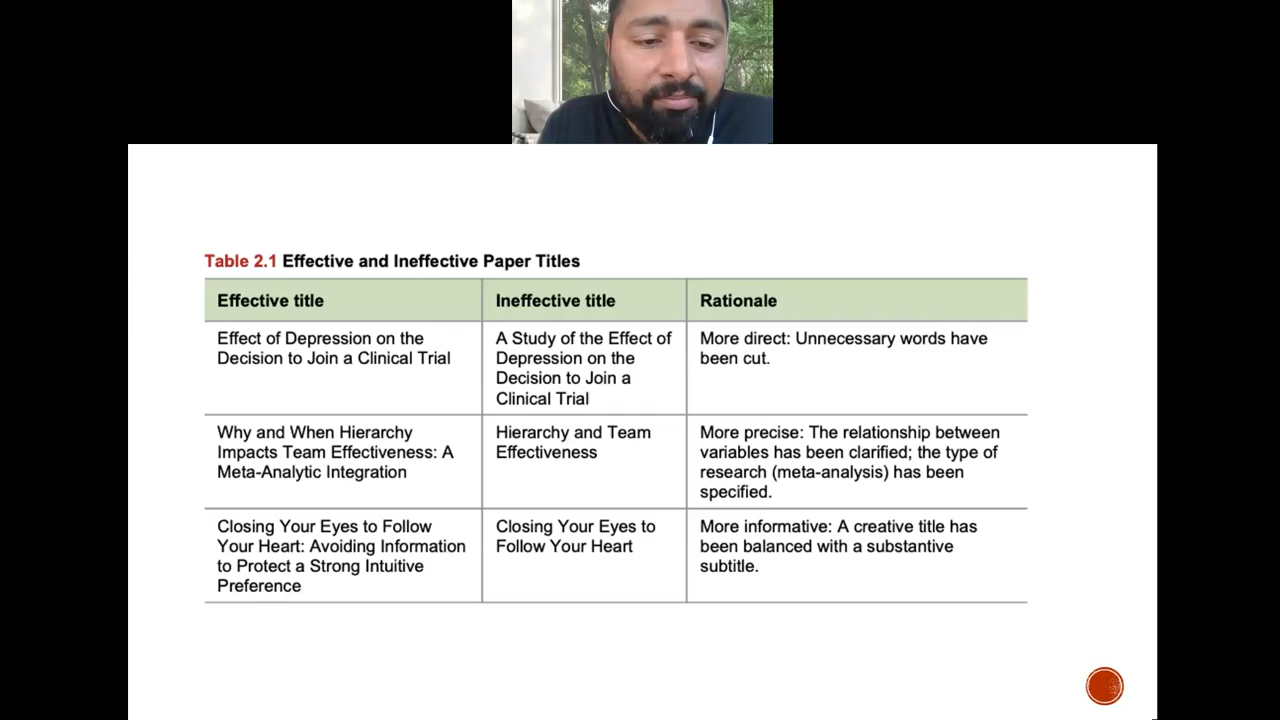 Table 2.1 Effective and Ineffective Paper Titles
Effective title
Ineffective title
Rationale
Effect of Depression on the
Decision to Join a Clinical Trial
A Study of the Effect of
Depression on the
Decision to Join a
Clinical Trial
More direct: Unnecessary words have
been cut.
Why and When Hierarchy
Impacts Team Effectiveness: A
Meta-Analytic Integration
Hierarchy and Team
Effectiveness
More precise: The relationship between
variables has been clarified; the type of
research (meta-analysis) has been
specified.
Closing Your Eyes to Follow
Your Heart: Avoiding Information
to Protect a Strong Intuitive
Preference
Closing Your Eyes to
Follow Your Heart
More informative: A creative title has
been balanced with a substantive
subtitle.